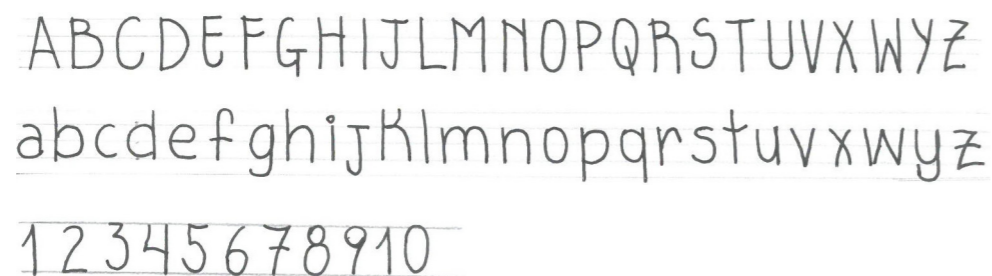 ABCDEFGHIJLMNOPQRSTUVXWYZ
abcdefghijklmnopqrstuvxwyz
12345678910